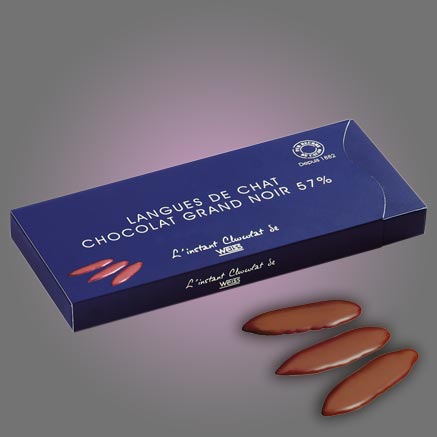 Depuis 1882
LANGUES DE CHAT
CHOCOLAT GRAND NOIR 57%
L'instant Chocolat de
WEISS
L'instant Chocolat de
WEISS